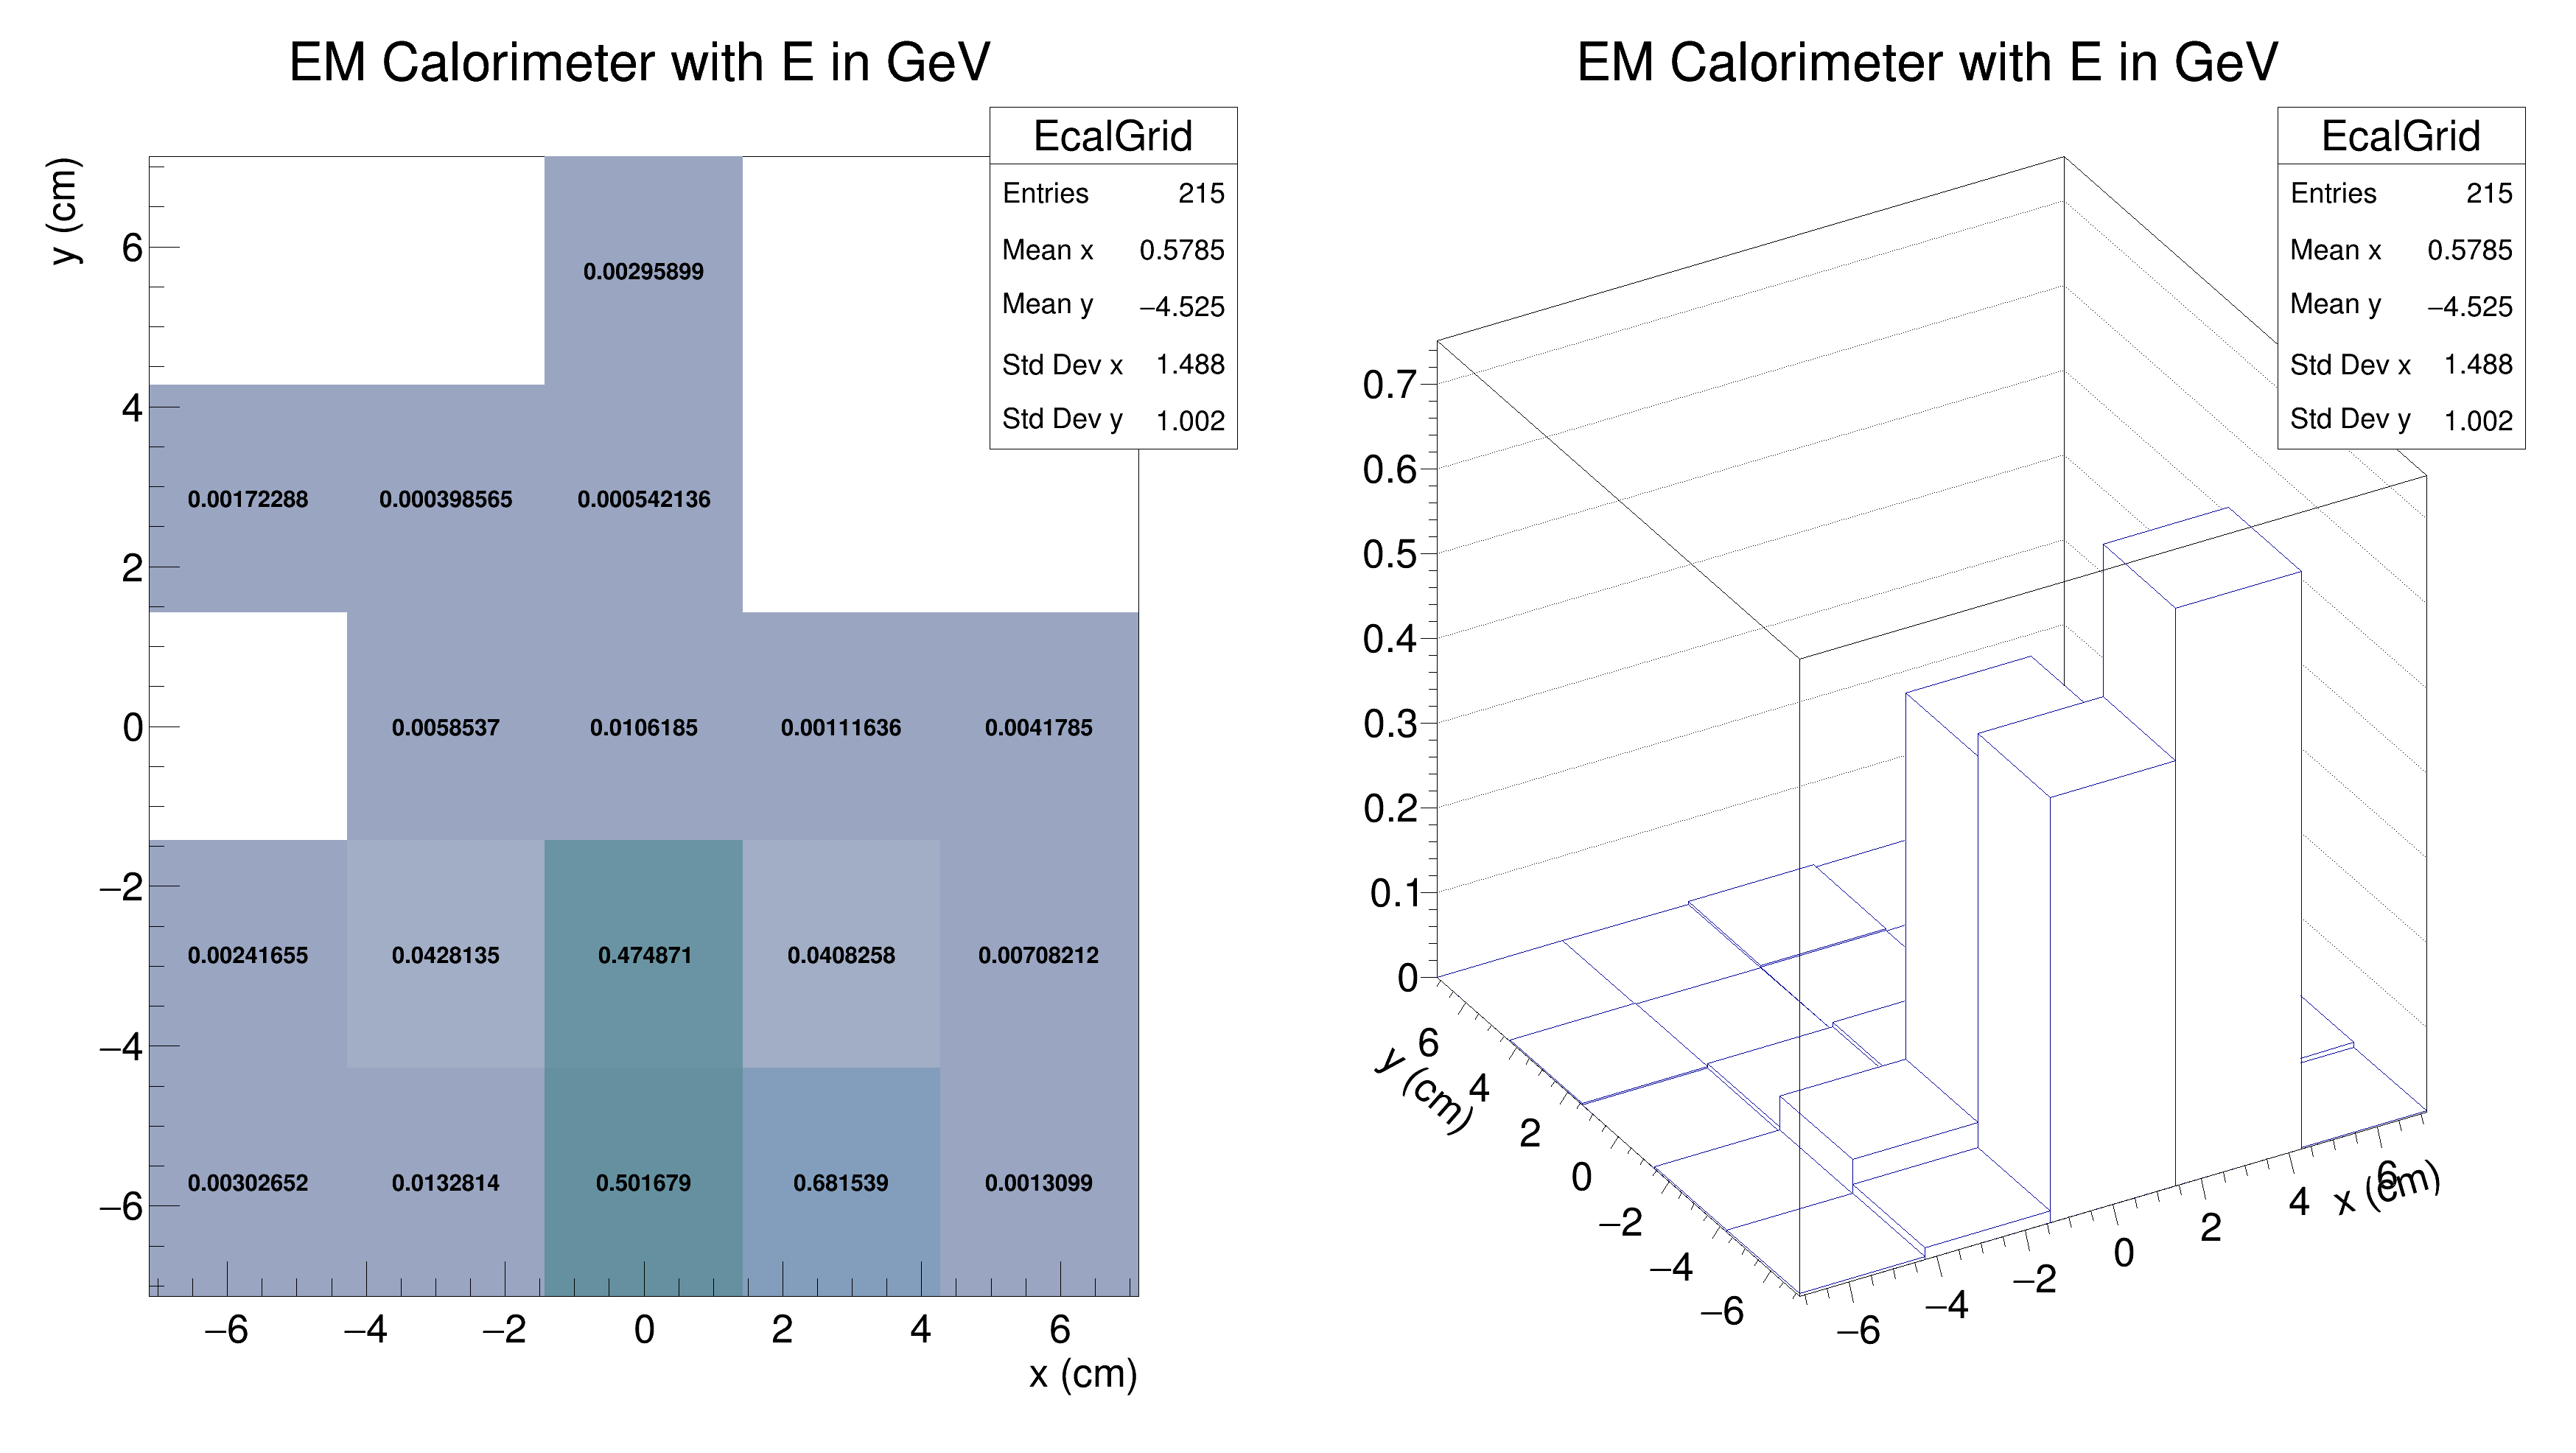 EM Calorimeter with E in GeV
EcalGrid
Entries 215
Mean x 0.5785
Mean y −4.525
Std Dev x 1.488
Std Dev y 1.002
y (cm)
6
4
2
0
−2
−4
−6
0.00295899
0.00172288 0.000398565 0.000542136
0.0058537 0.0106185 0.00111636 0.0041785
0.00241655 0.0428135 0.474871 0.0408258 0.00708212
0.00302652 0.0132814 0.501679 0.681539 0.0013099
−6 −4 −2 0 2 4 6
x (cm)
EM Calorimeter with E in GeV
EcalGrid
Entries 215
Mean x 0.5785
Mean y −4.525
Std Dev x 1.488
Std Dev y 1.002
0.7
0.6
0.5
0.4
0.3
0.2
0.1
0
y (cm)
6
4
2
0
−2
−4
−6
−6 −4 −2 0 2 4 6
x (cm)